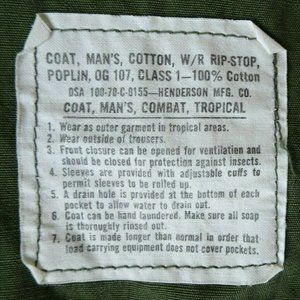 COAT, MAN'S, COTTON, W/R RIP-STOP,
POPLIN, OG 107, CLASS 1—100% Cotton
DSA 100-70-C-0155—HENDERSON MFG. CO.
COAT, MAN'S, COMBAT, TROPICAL
1. Wear as outer garment in tropical areas.
2. Wear outside of trousers.
3. Front closure can be opened for ventilation and
should be closed for protection against insects.
4. Sleeves are provided with adjustable cuffs to
permit sleeves to be rolled up.
5. A drain hole is provided at the bottom of each
pocket to allow water to drain out.
6. Coat can be hand laundered. Make sure all soap
is thoroughly rinsed out.
7. Coat is made longer than normal in order that
load carrying equipment does not cover pockets.